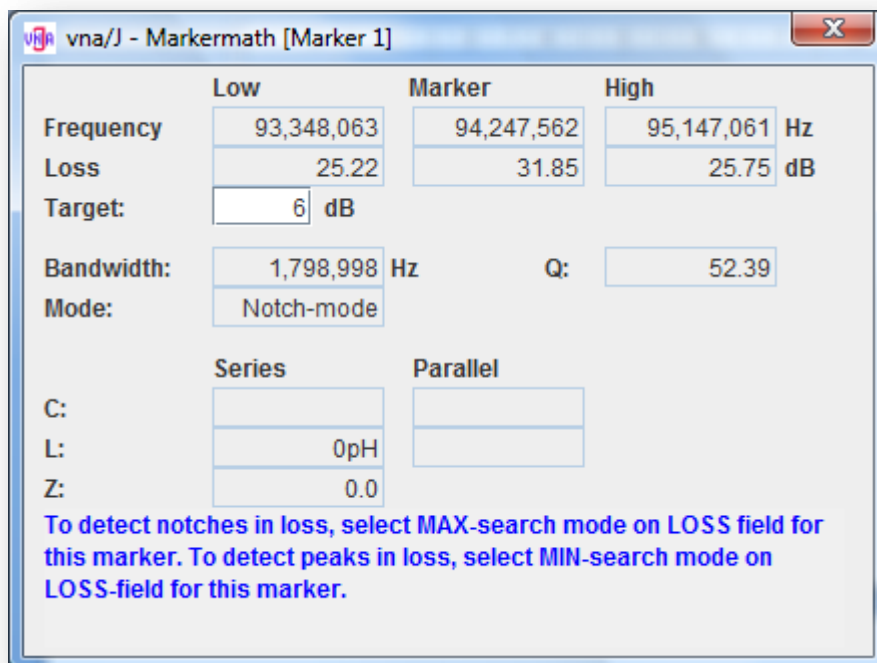 VNA vna/J - Markermath [Marker 1]
Low Marker High
Frequency 93,348,063 94,247,562 95,147,061 Hz
Loss 25.22 31.85 25.75 dB
Target: 6 dB
Bandwidth: 1,798,998 Hz Q: 52.39
Mode: Notch-mode
Series Parallel
C:
L: 0pH
Z: 0.0
To detect notches in loss, select MAX-search mode on LOSS field for
this marker. To detect peaks in loss, select MIN-search mode on
LOSS-field for this marker.